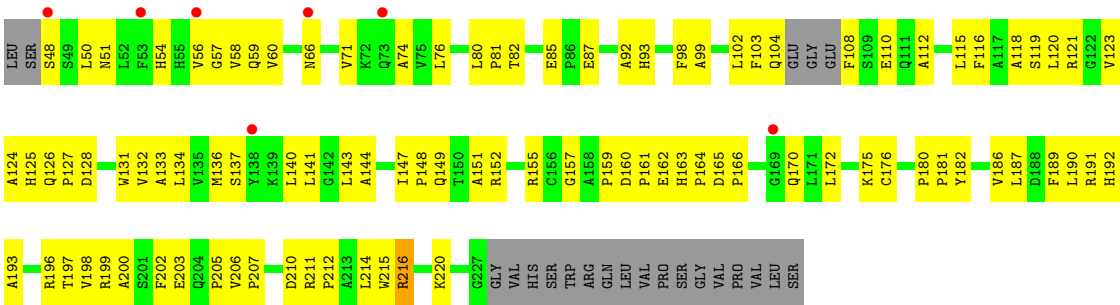 LEU SER S48 S49 L50 N51 L52 F53 H54 H55 V56 G57 V58 Q59 V60 N66 V71 K72 Q73 A74 V75 L76 L80 P81 T82 E85 P86 E87 A92 H93 F98 A99 L102 F103 Q104 GLU GLY GLU F108 S109 E110 Q111 A112 L115 F116 A117 A118 S119 L120 R121 G122 V123
A124 H125 Q126 P127 D128 W131 V132 A133 L134 V135 M136 S137 Y138 K139 L140 L141 G142 L143 A144 I147 P148 Q149 T150 A151 R152 R155 C156 G157 A158 P159 D160 P161 E162 H163 P164 D165 P166 G169 Q170 L171 L172 K175 C176 P180 P181 Y182 V186 L187 D188 F189 L190 R191 H192
A193 R196 T197 V198 R199 A200 S201 F202 E203 Q204 P205 V206 P207 D210 R211 P212 A213 L214 W215 R216 K220 G227 GLY VAL HIS SER TRP ARG GLN LEU VAL PRO SER GLY VAL PRO VAL LEU SER